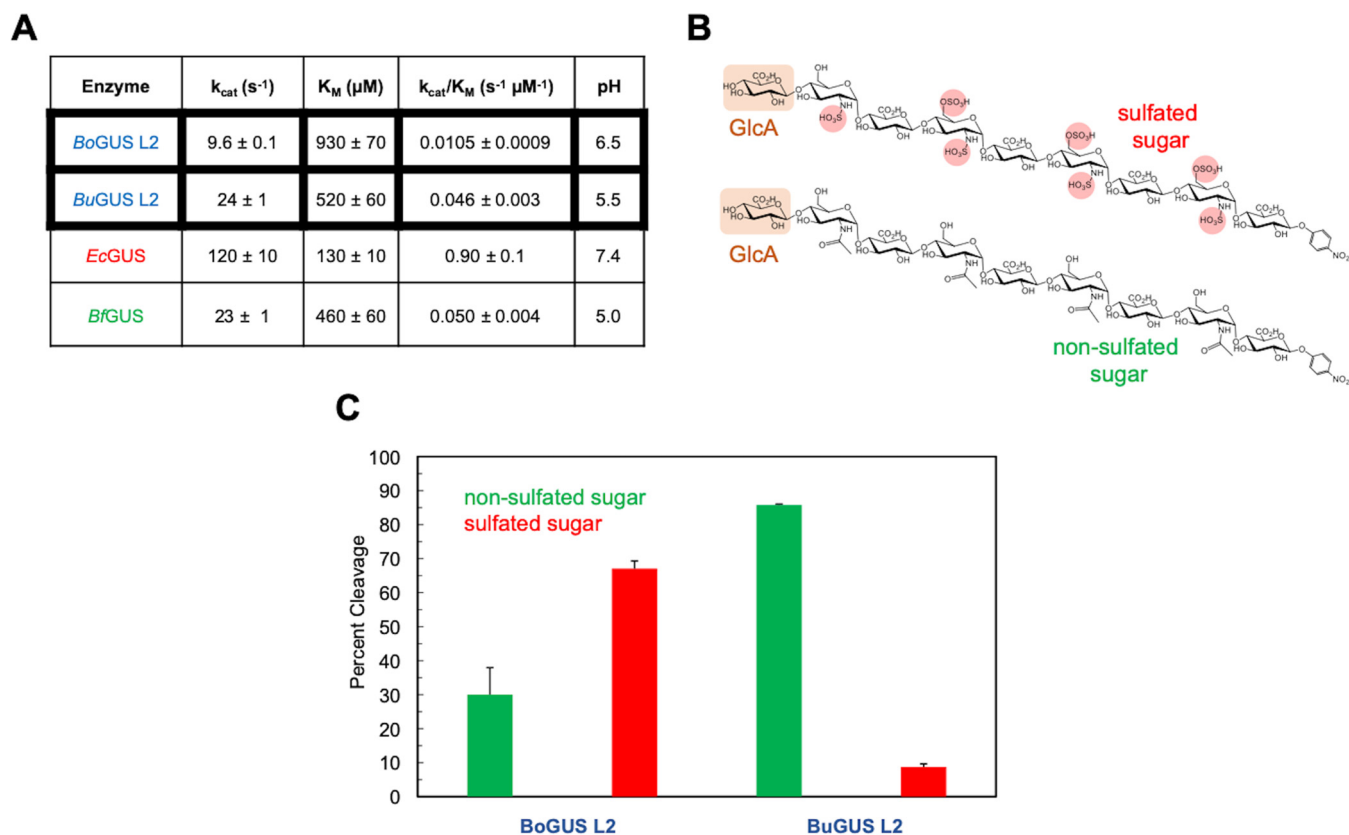 A
Enzyme kcat (s-1) KM (µM) kcat/KM (s-1 µM-1) pH
BoGUS L2 9.6 ± 0.1 930 ± 70 0.0105 ± 0.0009 6.5
BuGUS L2 24 ± 1 520 ± 60 0.046 ± 0.003 5.5
EcGUS 120 ± 10 130 ± 10 0.90 ± 0.1 7.4
BfGUS 23 ± 1 460 ± 60 0.050 ± 0.004 5.0
B
GlcA
sulfated
sugar
GlcA
non-sulfated
sugar
C
Percent Cleavage
100
90
80
70
60
50
40
30
20
10
0
non-sulfated sugar
sulfated sugar
BoGUS L2 BuGUS L2